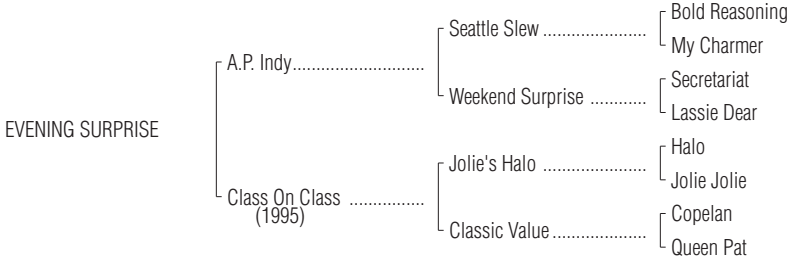 Bold Reasoning
Seattle Slew ......................
My Charmer
A.P. Indy............................
Secretariat
Weekend Surprise ............
Lassie Dear
EVENING SURPRISE
Halo
Jolie's Halo ......................
Jolie Jolie
Class On Class ................
(1995)
Copelan
Classic Value....................
Queen Pat